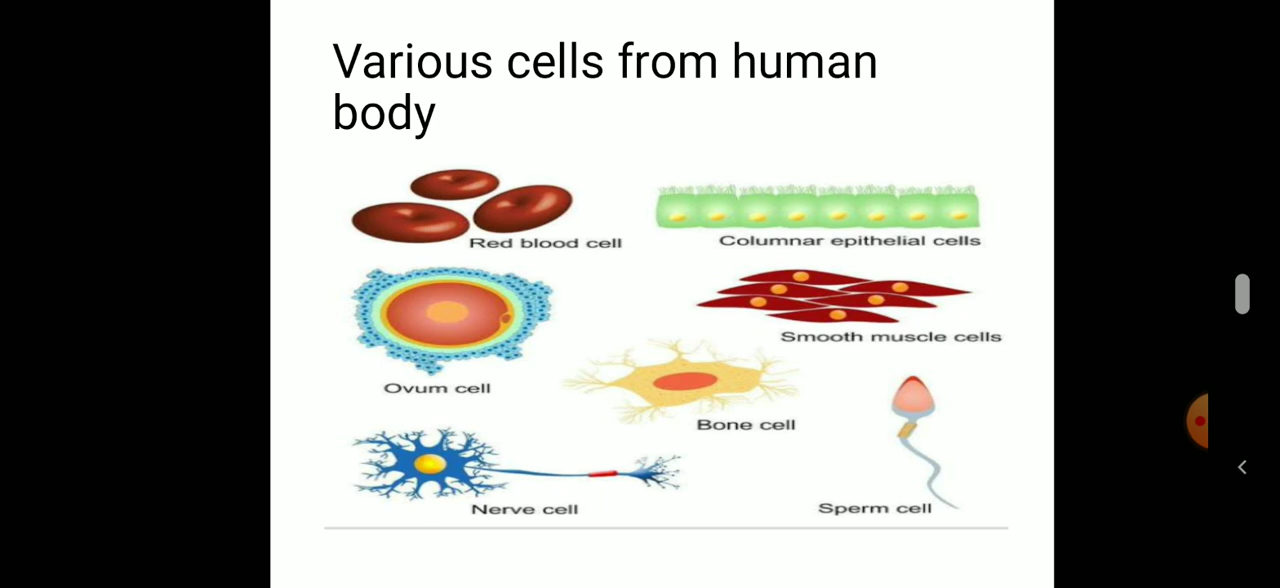 Various cells from human
body
Red blood cell
Columnar epithelial cells
Smooth muscle cells
Ovum cell
Bone cell
Nerve cell
Sperm cell